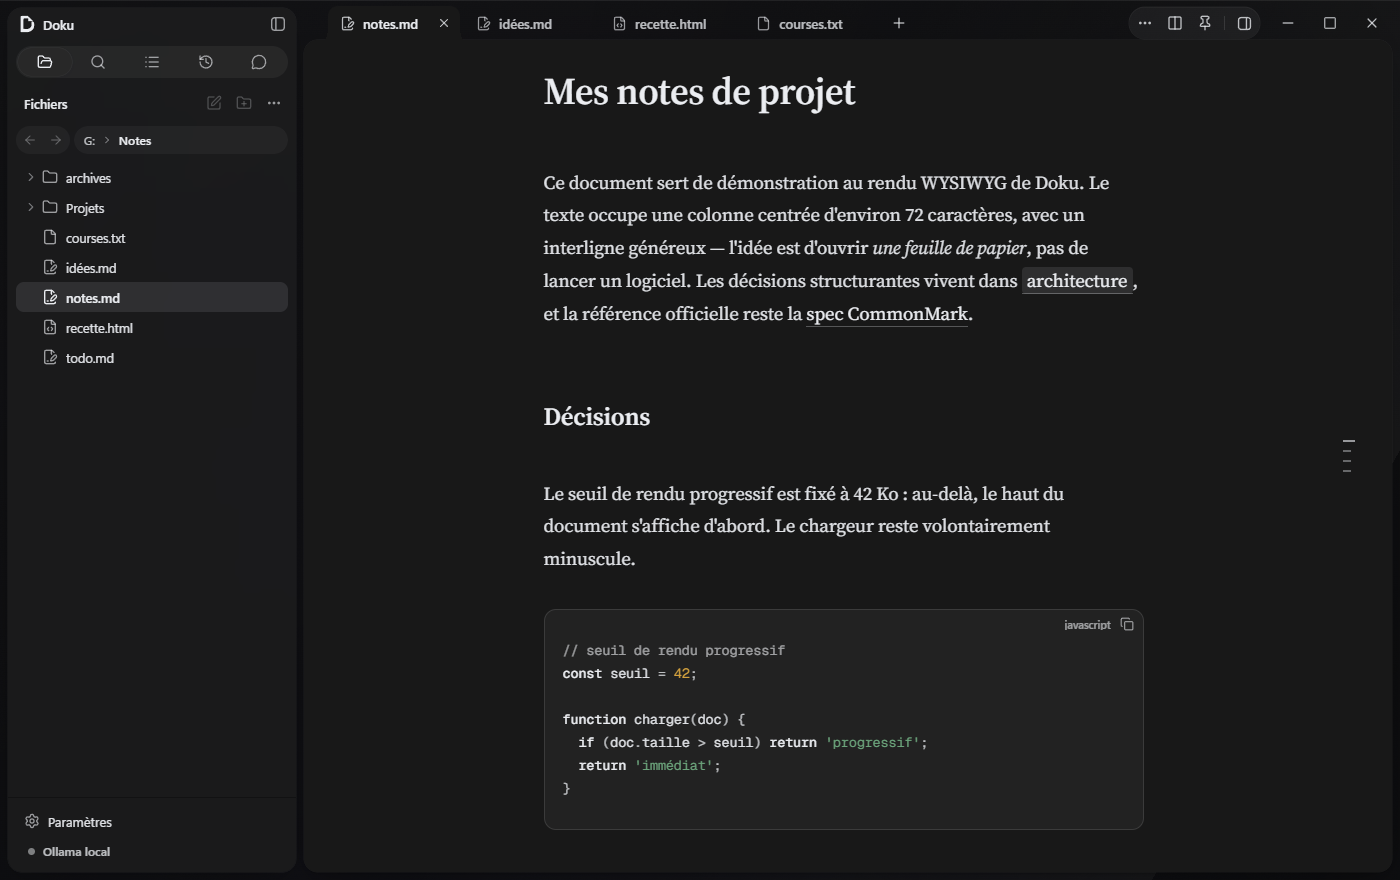 Doku
notes.md
idées.md
recette.html
courses.txt
Fichiers
G: > Notes
archives
Projets
courses.txt
idées.md
notes.md
recette.html
todo.md
Paramètres
Ollama local
Mes notes de projet
Ce document sert de démonstration au rendu WYSIWYG de Doku. Le
texte occupe une colonne centrée d'environ 72 caractères, avec un
interligne généreux — l'idée est d'ouvrir une feuille de papier, pas de
lancer un logiciel. Les décisions structurantes vivent dans architecture,
et la référence officielle reste la spec CommonMark.
Décisions
Le seuil de rendu progressif est fixé à 42 Ko : au-delà, le haut du
document s'affiche d'abord. Le chargeur reste volontairement
minuscule.
javascript
// seuil de rendu progressif
const seuil = 42;
function charger(doc) {
  if (doc.taille > seuil) return 'progressif';
  return 'immédiat';
}